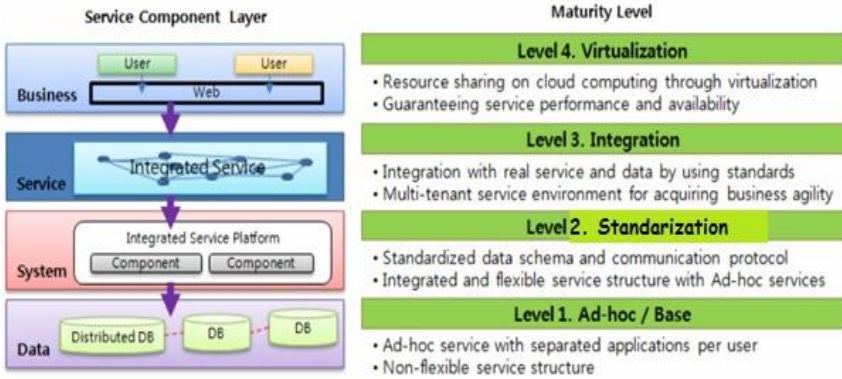 Service Component Layer
User
User
Web
Business
Integrated Service
Service
Integrated Service Platform
Component
Component
System
Distributed DB
DB
DB
Data
Maturity Level
Level 4. Virtualization
• Resource sharing on cloud computing through virtualization
• Guaranteeing service performance and availability
Level 3. Integration
• Integration with real service and data by using standards
• Multi-tenant service environment for acquiring business agility
Level 2. Standarization
• Standardized data schema and communication protocol
• Integrated and flexible service structure with Ad-hoc services
Level 1. Ad-hoc / Base
• Ad-hoc service with separated applications per user
• Non-flexible service structure